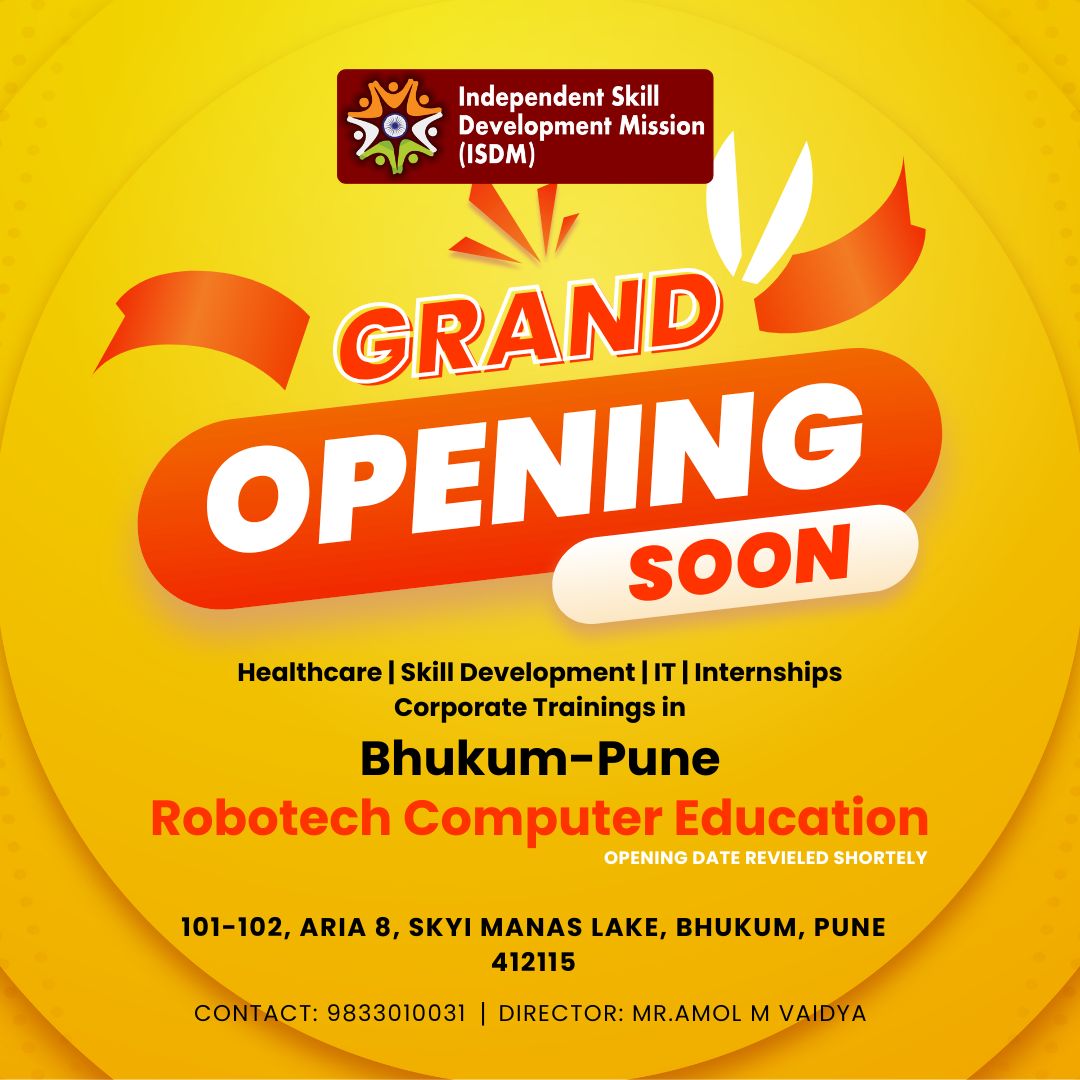 Independent Skill
Development Mission
(ISDM)
GRAND
OPENING
SOON
Healthcare | Skill Development | IT | Internships
Corporate Trainings in
Bhukum-Pune
Robotech Computer Education
OPENING DATE REVIELED SHORTELY
101-102, ARIA 8, SKYI MANAS LAKE, BHUKUM, PUNE
412115
CONTACT: 9833010031 | DIRECTOR: MR.AMOL M VAIDYA